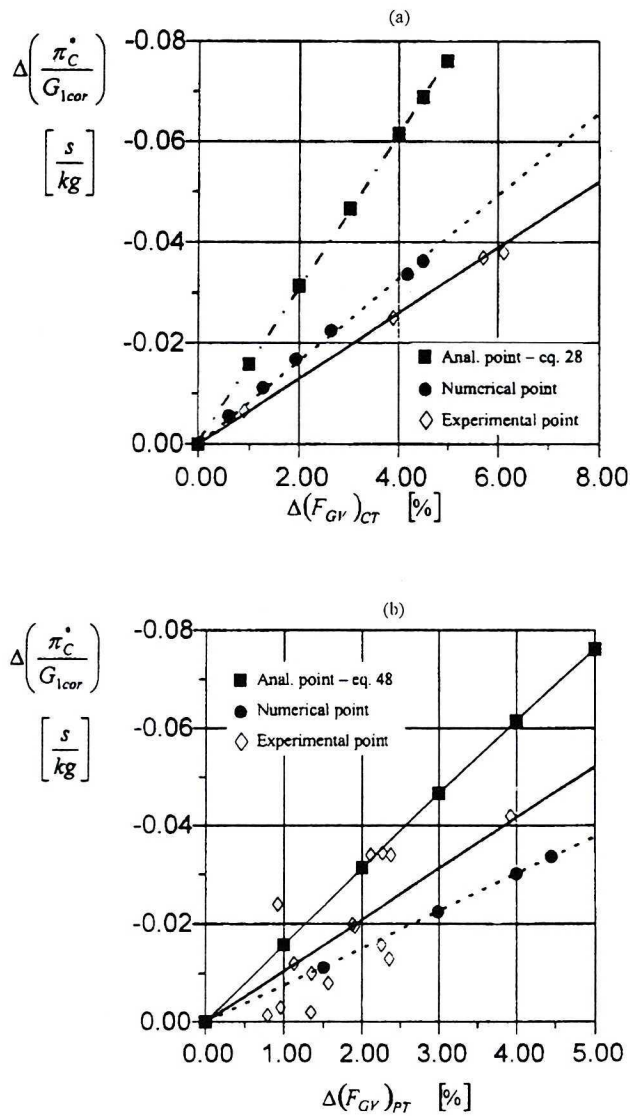 (a)
-0.08
Δ(π*C / G1cor)
-0.06
[s / kg]
-0.04
-0.02
Anal. point – eq. 28
Numerical point
Experimental point
0.00
0.00 2.00 4.00 6.00 8.00
Δ(FGV)CT [%]
(b)
-0.08
Δ(π*C / G1cor)
Anal. point – eq. 48
Numerical point
Experimental point
-0.06
[s / kg]
-0.04
-0.02
0.00
0.00 1.00 2.00 3.00 4.00 5.00
Δ(FGV)PT [%]